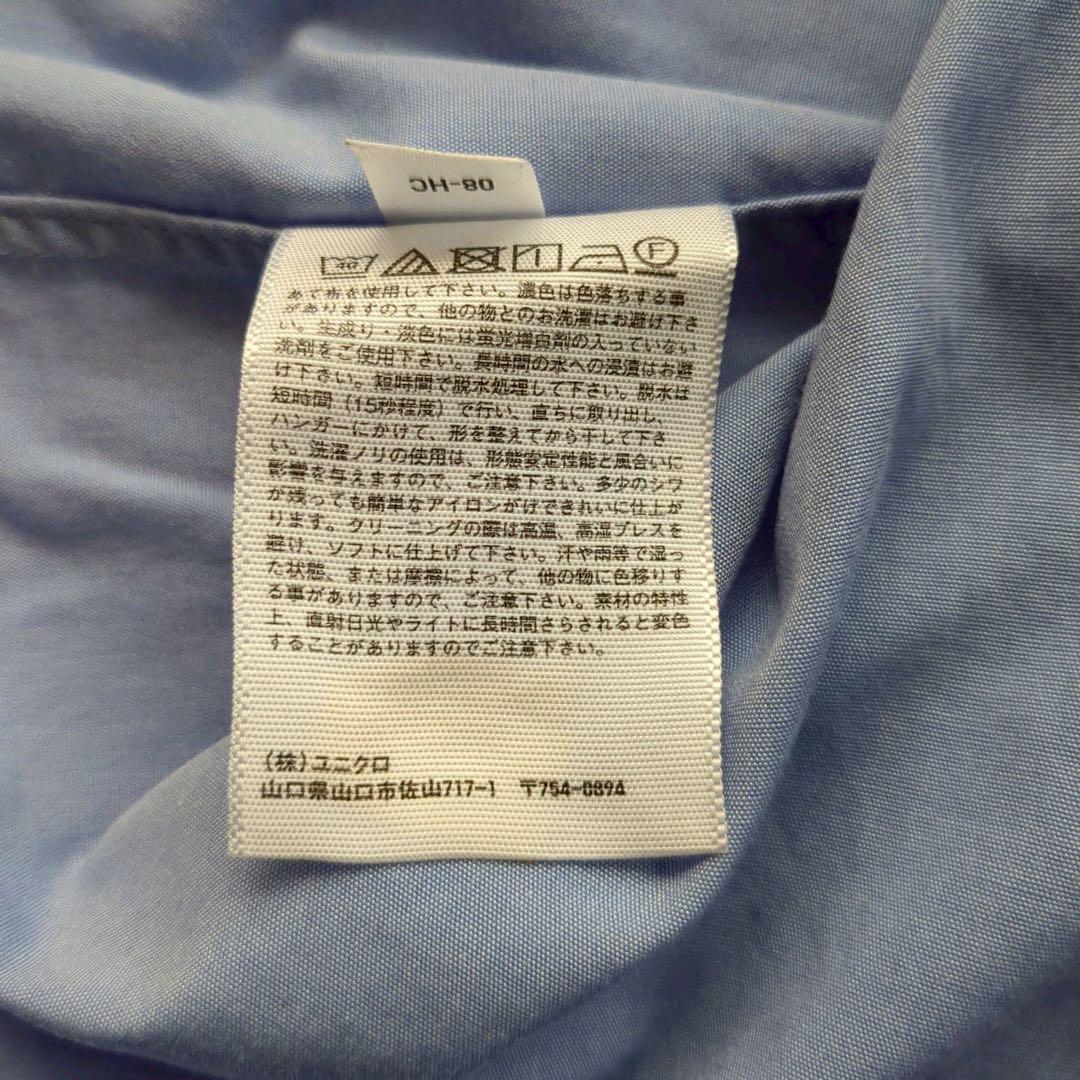 08-HC
40
F
あて布を使用して下さい。濃色は色落ちする事
がありますので、他の物とのお洗濯はお避け下さ
い。生成り・淡色には蛍光増白剤の入っていない
洗剤をご使用下さい。長時間の水への浸漬はお避
け下さい。短時間で脱水処理して下さい。脱水は
短時間（15秒程度）で行い、直ちに取り出し、
ハンガーにかけて、形を整えてから干して下さ
い。洗濯ノリの使用は、形態安定性能と風合いに
影響を与えますので、ご注意下さい。多少のシワ
が残っても簡単なアイロンがけできれいに仕上が
ります。クリーニングの際は高温、高湿プレスを
避け、ソフトに仕上げて下さい。汗や雨等で湿っ
た状態、または摩擦によって、他の物に色移りす
る事がありますので、ご注意下さい。素材の特性
上、直射日光やライトに長時間さらされると変色
することがありますのでご注意下さい。
(株)ユニクロ
山口県山口市佐山717-1 〒754-0894